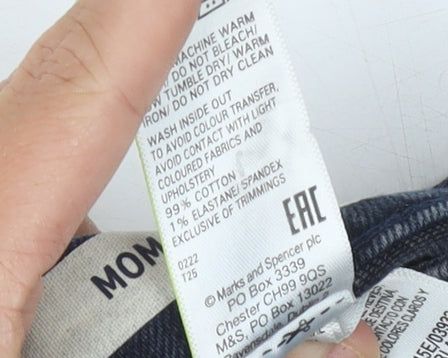 MACHINE WARM
DO NOT BLEACH/
TUMBLE DRY/ WARM
IRON/ DO NOT DRY CLEAN
WASH INSIDE OUT
TO AVOID COLOUR TRANSFER,
AVOID CONTACT WITH LIGHT
COLOURED FABRICS AND
UPHOLSTERY
99% COTTON
1% ELASTANE/ SPANDEX
EXCLUSIVE OF TRIMMINGS
EAC
0222
T25
© Marks and Spencer plc
PO Box 3339
Chester CH99 9QS
M&S, PO Box 13022
MOM
COLORES CLAROS Y